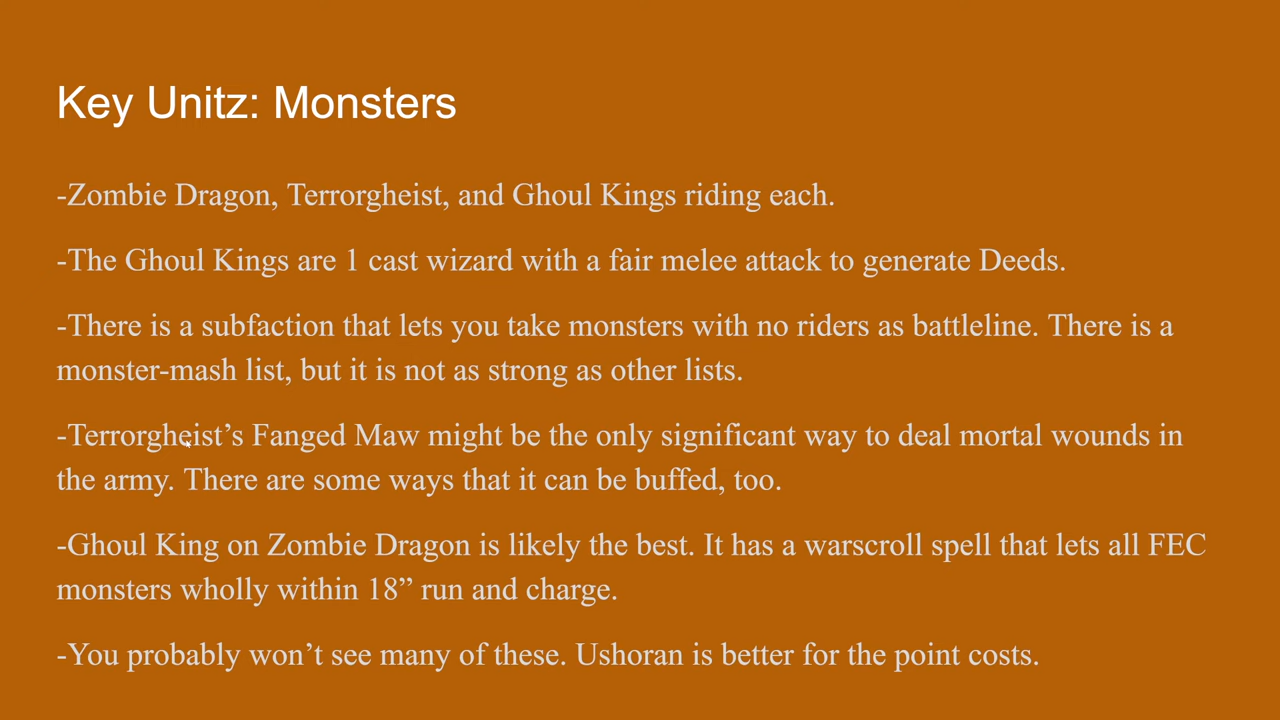 Key Unitz: Monsters
-Zombie Dragon, Terrorgheist, and Ghoul Kings riding each.
-The Ghoul Kings are 1 cast wizard with a fair melee attack to generate Deeds.
-There is a subfaction that lets you take monsters with no riders as battleline. There is a
monster-mash list, but it is not as strong as other lists.
-Terrorgheist’s Fanged Maw might be the only significant way to deal mortal wounds in
the army. There are some ways that it can be buffed, too.
-Ghoul King on Zombie Dragon is likely the best. It has a warscroll spell that lets all FEC
monsters wholly within 18” run and charge.
-You probably won’t see many of these. Ushoran is better for the point costs.